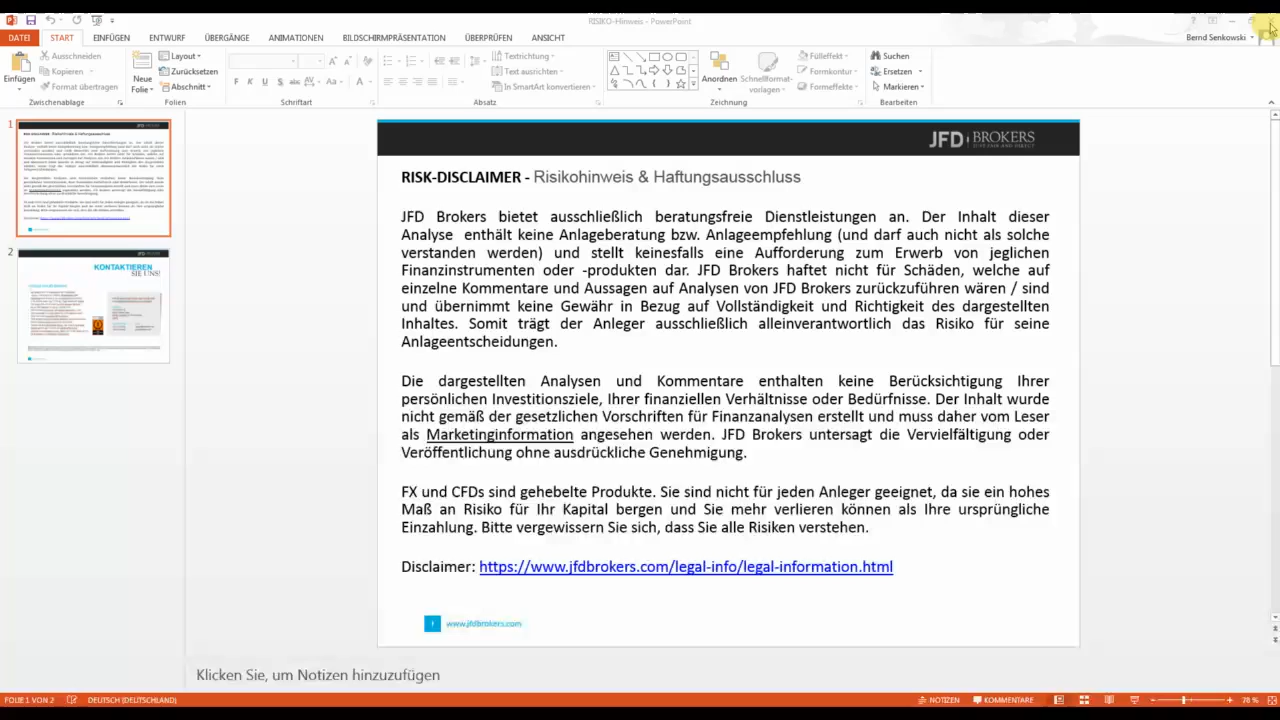 RISIKO-Hinweis - PowerPoint
DATEI START EINFÜGEN ENTWURF ÜBERGÄNGE ANIMATIONEN BILDSCHIRMPRÄSENTATION ÜBERPRÜFEN ANSICHT
Bernd Senkowski
Einfügen
Ausschneiden
Kopieren
Format übertragen
Zwischenablage
Neue
Folie
Layout
Zurücksetzen
Abschnitt
Folien
Schriftart
Textrichtung
Text ausrichten
In SmartArt konvertieren
Absatz
Anordnen
Schnellformat-
vorlagen
Fülleffekt
Formkontur
Formeffekte
Zeichnung
Suchen
Ersetzen
Markieren
Bearbeiten
1
2
KONTAKTIEREN
SIE UNS!
JFD BROKERS
JUST FAIR AND DIRECT
RISK-DISCLAIMER - Risikohinweis & Haftungsausschuss
JFD Brokers bietet ausschließlich beratungsfreie Dienstleistungen an. Der Inhalt dieser
Analyse enthält keine Anlageberatung bzw. Anlageempfehlung (und darf auch nicht als solche
verstanden werden) und stellt keinesfalls eine Aufforderung zum Erwerb von jeglichen
Finanzinstrumenten oder -produkten dar. JFD Brokers haftet nicht für Schäden, welche auf
einzelne Kommentare und Aussagen auf Analysen von JFD Brokers zurückzuführen wären / sind
und übernimmt keine Gewähr in Bezug auf Vollständigkeit und Richtigkeit des dargestellten
Inhaltes. Somit trägt der Anleger ausschließlich alleinverantwortlich das Risiko für seine
Anlageentscheidungen.
Die dargestellten Analysen und Kommentare enthalten keine Berücksichtigung Ihrer
persönlichen Investitionsziele, Ihrer finanziellen Verhältnisse oder Bedürfnisse. Der Inhalt wurde
nicht gemäß der gesetzlichen Vorschriften für Finanzanalysen erstellt und muss daher vom Leser
als Marketinginformation angesehen werden. JFD Brokers untersagt die Vervielfältigung oder
Veröffentlichung ohne ausdrückliche Genehmigung.
FX und CFDs sind gehebelte Produkte. Sie sind nicht für jeden Anleger geeignet, da sie ein hohes
Maß an Risiko für Ihr Kapital bergen und Sie mehr verlieren können als Ihre ursprüngliche
Einzahlung. Bitte vergewissern Sie sich, dass Sie alle Risiken verstehen.
Disclaimer: https://www.jfdbrokers.com/legal-info/legal-information.html
www.jfdbrokers.com
Klicken Sie, um Notizen hinzuzufügen
FOLIE 1 VON 2 DEUTSCH (DEUTSCHLAND) NOTIZEN KOMMENTARE 78 %